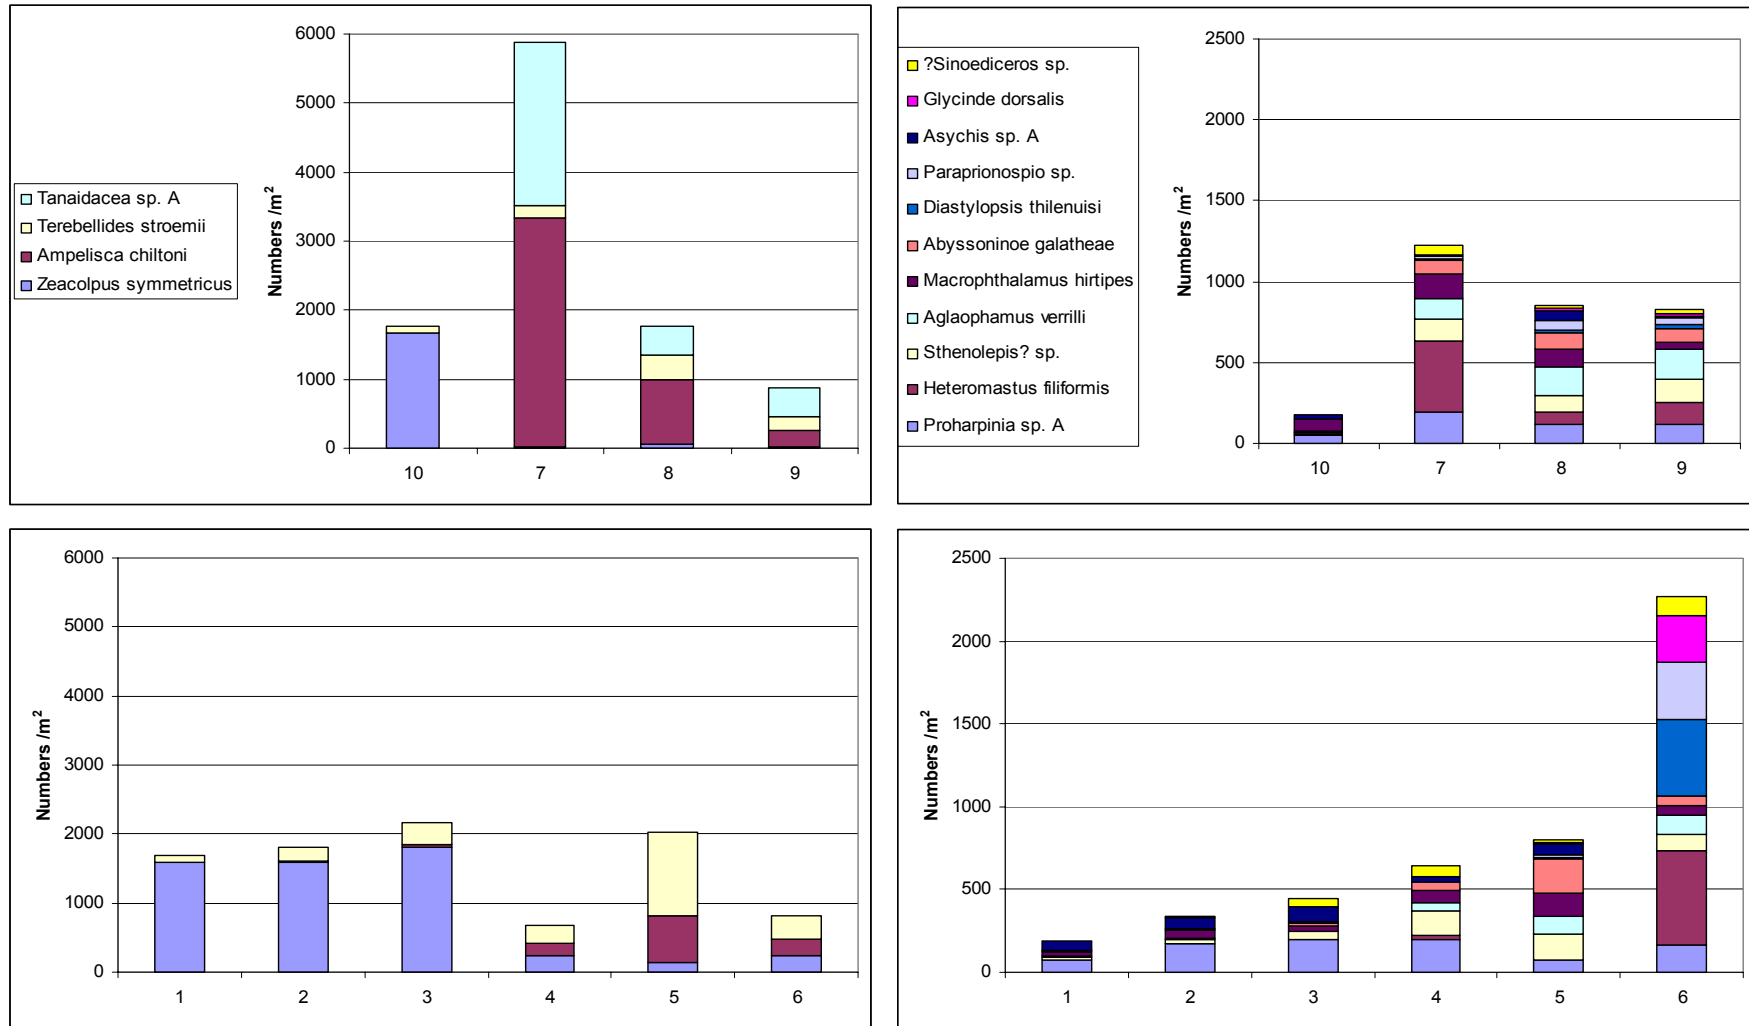 6000
5000
4000
3000
2000
1000
0
Numbers /m²
10 7 8 9
Tanaidacea sp. A
Terebellides stroemii
Ampelisca chiltoni
Zeacolpus symmetricus
?Sinoediceros sp.
Glycinde dorsalis
Asychis sp. A
Paraprionospio sp.
Diastylopsis thilenuisi
Abyssoninoe galatheae
Macrophthalamus hirtipes
Aglaophamus verrilli
Sthenolepis? sp.
Heteromastus filiformis
Proharpinia sp. A
2500
2000
1500
1000
500
0
Numbers /m²
10 7 8 9
6000
5000
4000
3000
2000
1000
0
Numbers /m²
1 2 3 4 5 6
2500
2000
1500
1000
500
0
Numbers /m²
1 2 3 4 5 6